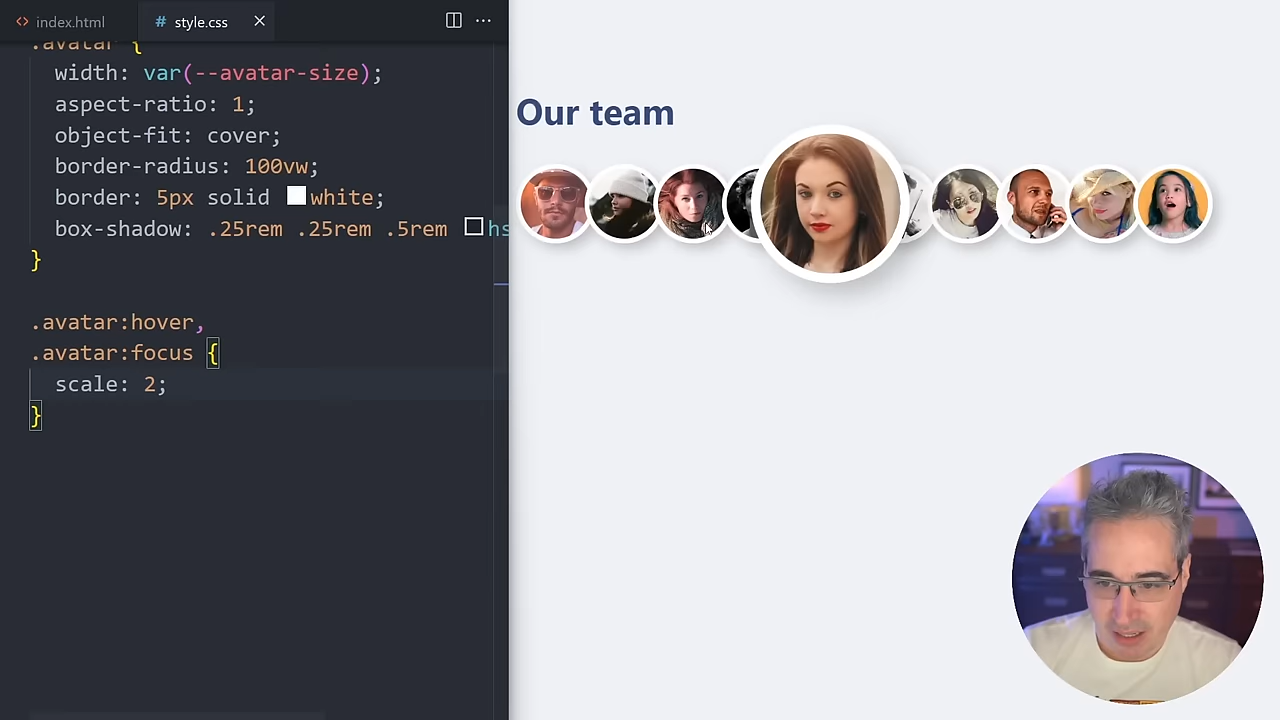 <> index.html
# style.css ×
.avatar {
width: var(--avatar-size);
aspect-ratio: 1;
object-fit: cover;
border-radius: 100vw;
border: 5px solid white;
box-shadow: .25rem .25rem .5rem hs
}
.avatar:hover,
.avatar:focus {
scale: 2;
}
Our team